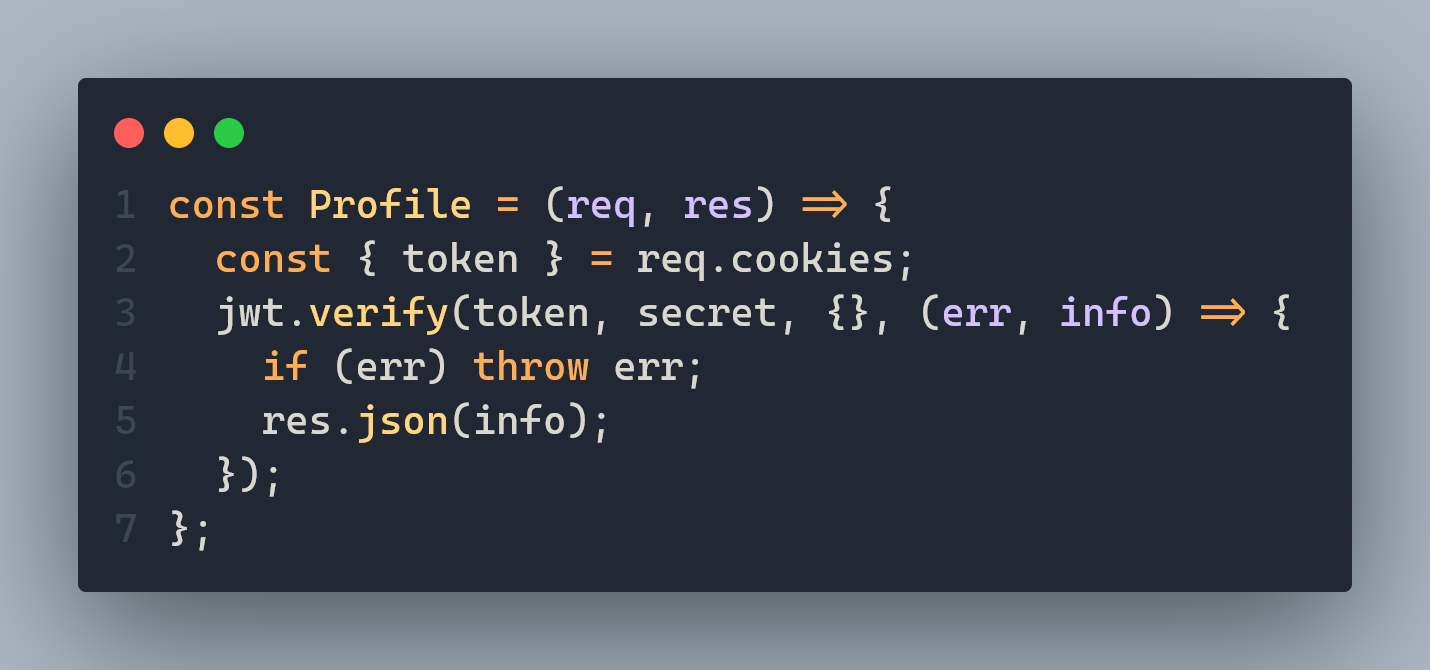 1 const Profile = (req, res) => {
2   const { token } = req.cookies;
3   jwt.verify(token, secret, {}, (err, info) => {
4     if (err) throw err;
5     res.json(info);
6   });
7 };